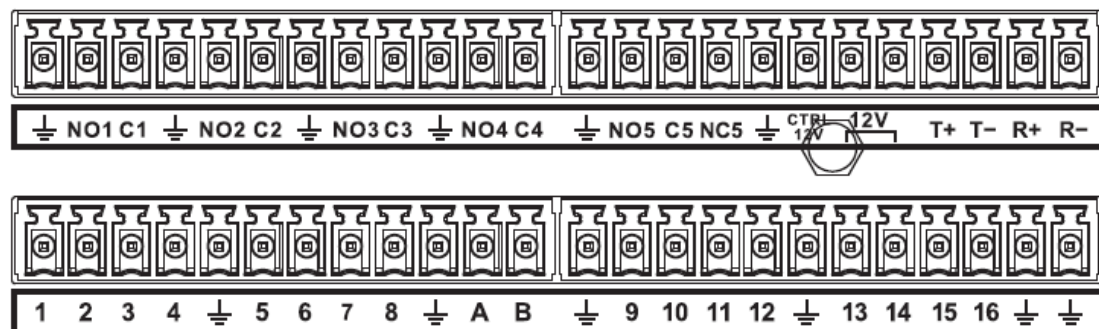 ⏚ NO1 C1 ⏚ NO2 C2 ⏚ NO3 C3 ⏚ NO4 C4 ⏚ NO5 C5 NC5 ⏚ CTRL 12V 12V T+ T− R+ R−
1 2 3 4 ⏚ 5 6 7 8 ⏚ A B ⏚ 9 10 11 12 ⏚ 13 14 15 16 ⏚ ⏚